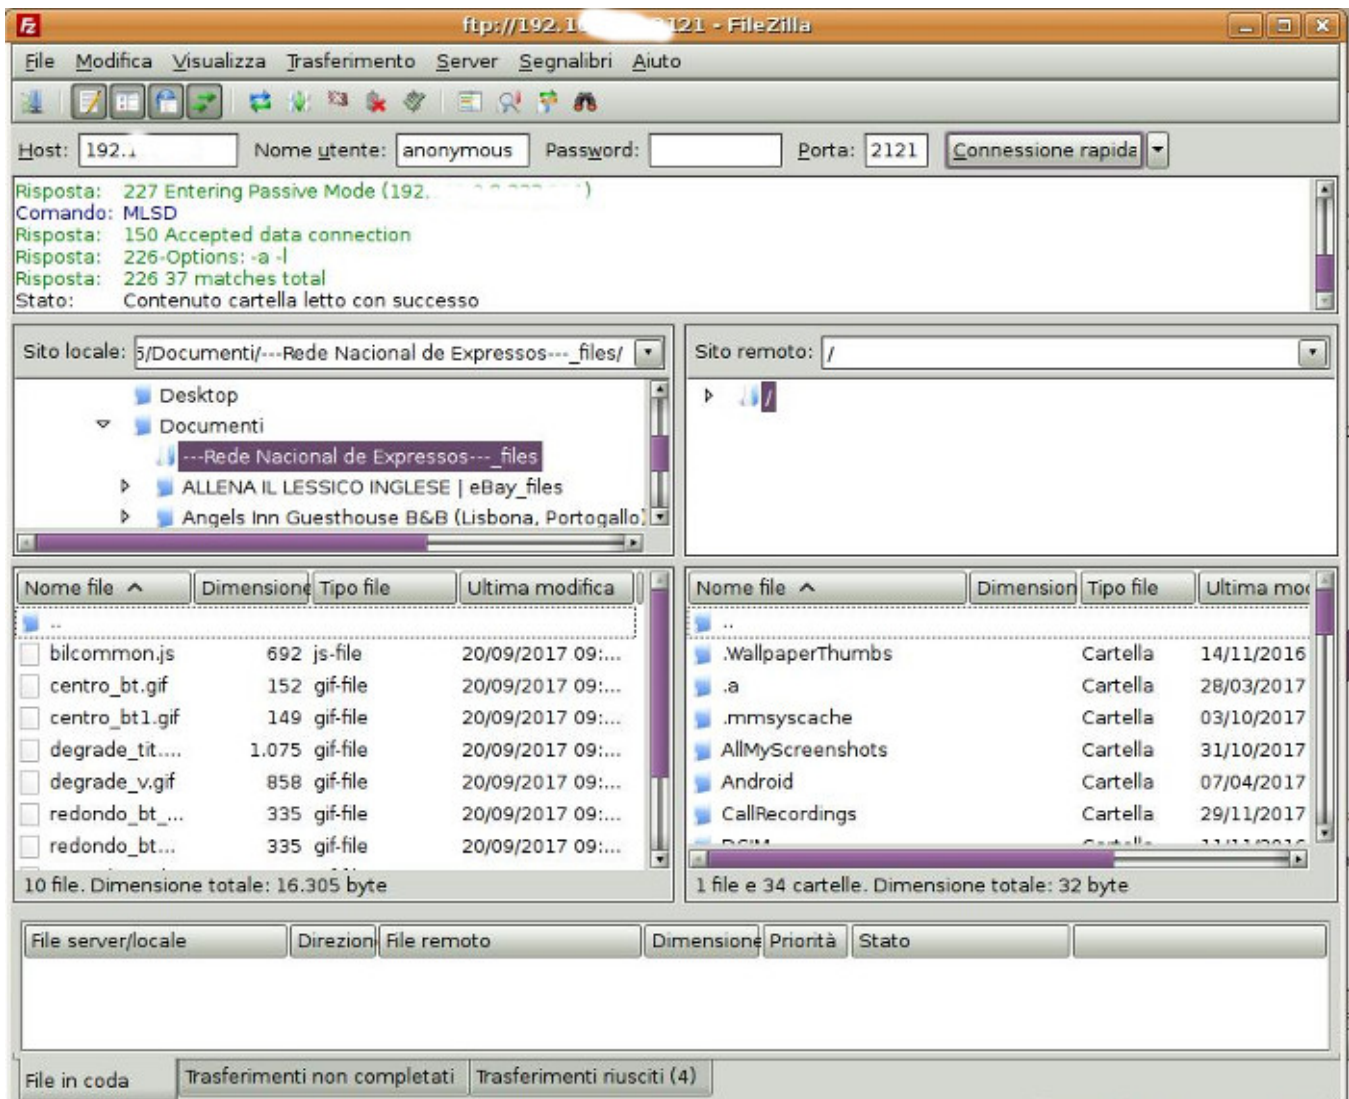 ftp://192.1 121 - FileZilla
File Modifica Visualizza Trasferimento Server Segnalibri Aiuto
Host: 192. Nome utente: anonymous Password: Porta: 2121 Connessione rapida
Risposta: 227 Entering Passive Mode (192. )
Comando: MLSD
Risposta: 150 Accepted data connection
Risposta: 226-Options: -a -l
Risposta: 226 37 matches total
Stato: Contenuto cartella letto con successo
Sito locale: 5/Documenti/---Rede Nacional de Expressos---_files/
Desktop
Documenti
---Rede Nacional de Expressos---_files
ALLENA IL LESSICO INGLESE | eBay_files
Angels Inn Guesthouse B&B (Lisbona, Portogallo)
Sito remoto: /
/
Nome file Dimensione Tipo file Ultima modifica
..
bilcommon.js 692 js-file 20/09/2017 09:...
centro_bt.gif 152 gif-file 20/09/2017 09:...
centro_bt1.gif 149 gif-file 20/09/2017 09:...
degrade_tit.... 1.075 gif-file 20/09/2017 09:...
degrade_v.gif 858 gif-file 20/09/2017 09:...
redondo_bt_... 335 gif-file 20/09/2017 09:...
redondo_bt... 335 gif-file 20/09/2017 09:...
10 file. Dimensione totale: 16.305 byte
Nome file Dimension Tipo file Ultima mod
..
.WallpaperThumbs Cartella 14/11/2016
.a Cartella 28/03/2017
.mmsyscache Cartella 03/10/2017
AllMyScreenshots Cartella 31/10/2017
Android Cartella 07/04/2017
CallRecordings Cartella 29/11/2017
1 file e 34 cartelle. Dimensione totale: 32 byte
File server/locale Direzion File remoto Dimensione Priorità Stato
File in coda Trasferimenti non completati Trasferimenti riusciti (4)